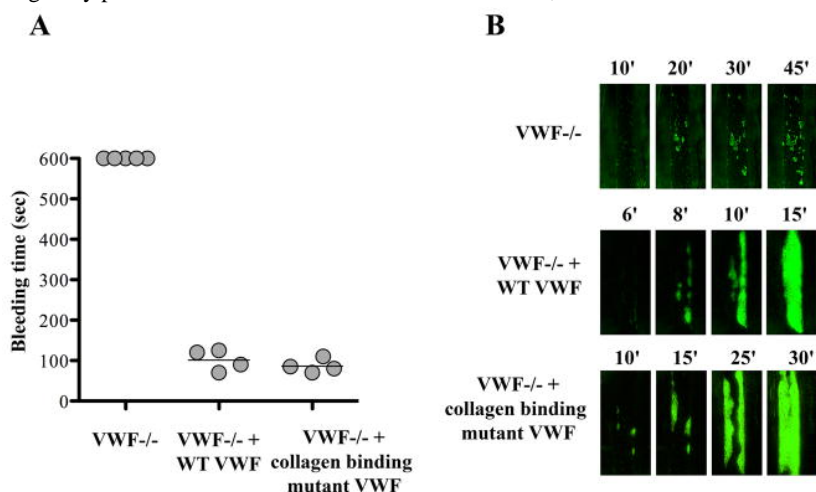 A
B
Bleeding time (sec)
600
500
400
300
200
100
0
VWF-/-
VWF-/- +
WT VWF
VWF-/- +
collagen binding
mutant VWF
10' 20' 30' 45'
VWF-/-
6' 8' 10' 15'
VWF-/- +
WT VWF
10' 15' 25' 30'
VWF-/- +
collagen binding
mutant VWF